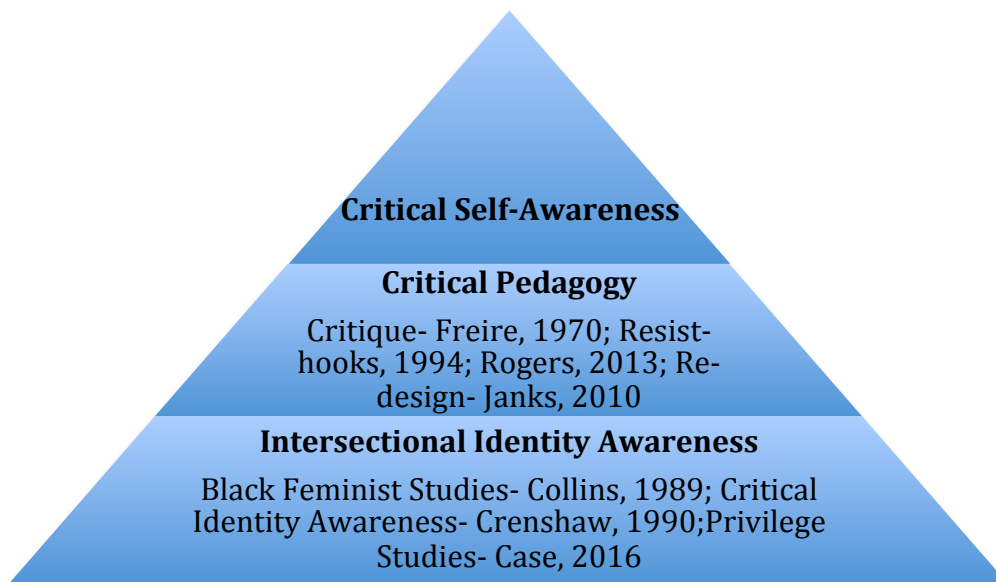 Critical Self-Awareness
Critical Pedagogy
Critique- Freire, 1970; Resist-
hooks, 1994; Rogers, 2013; Re-
design- Janks, 2010
Intersectional Identity Awareness
Black Feminist Studies- Collins, 1989; Critical
Identity Awareness- Crenshaw, 1990;Privilege
Studies- Case, 2016